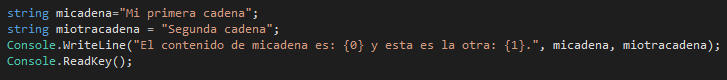 string micadena="Mi primera cadena";
string miotracadena = "Segunda cadena";
Console.WriteLine("El contenido de micadena es: {0} y esta es la otra: {1}.", micadena, miotracadena);
Console.ReadKey();